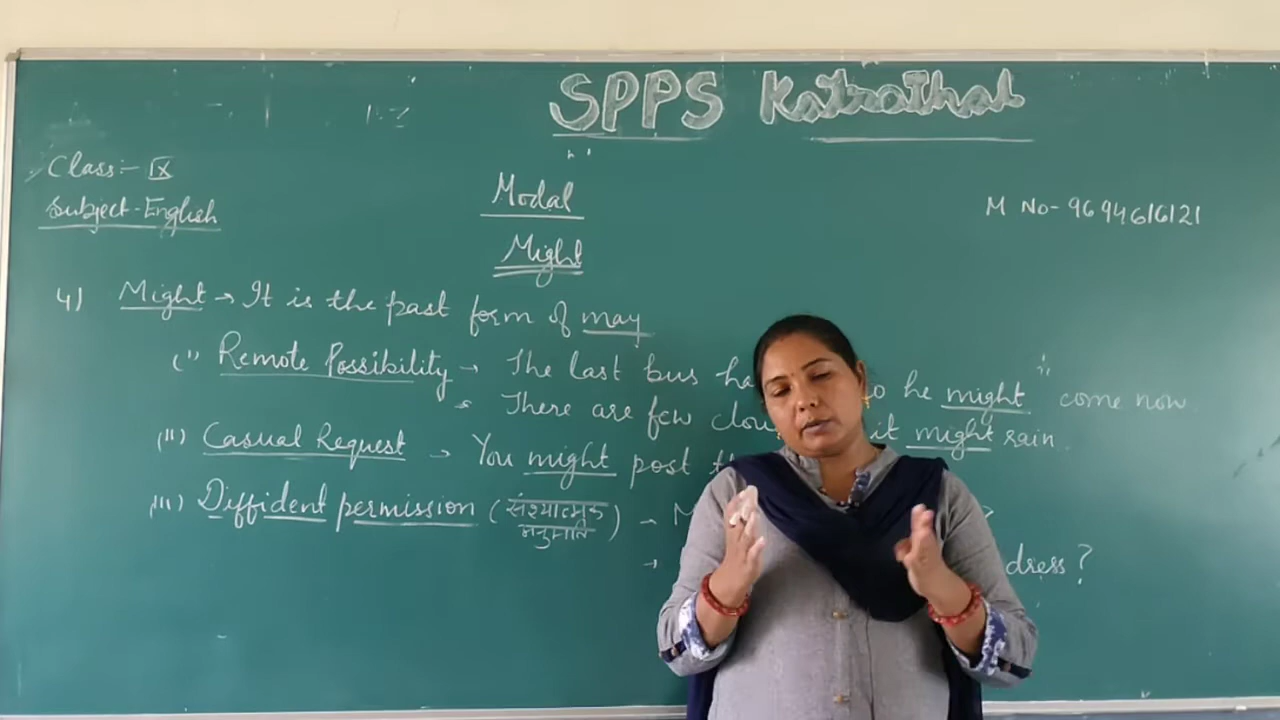 SPPS Katrathal
Class:- IX
Subject-English
Modal
M No- 9694616121
Might
4) Might → It is the past form of may
(i) Remote Possibility → The last bus ha o he might come now
There are few clou it might rain.
(ii) Casual Request → You might post th
(iii) Diffident permission (संशयात्मक अनुमति) → M
→ dress?